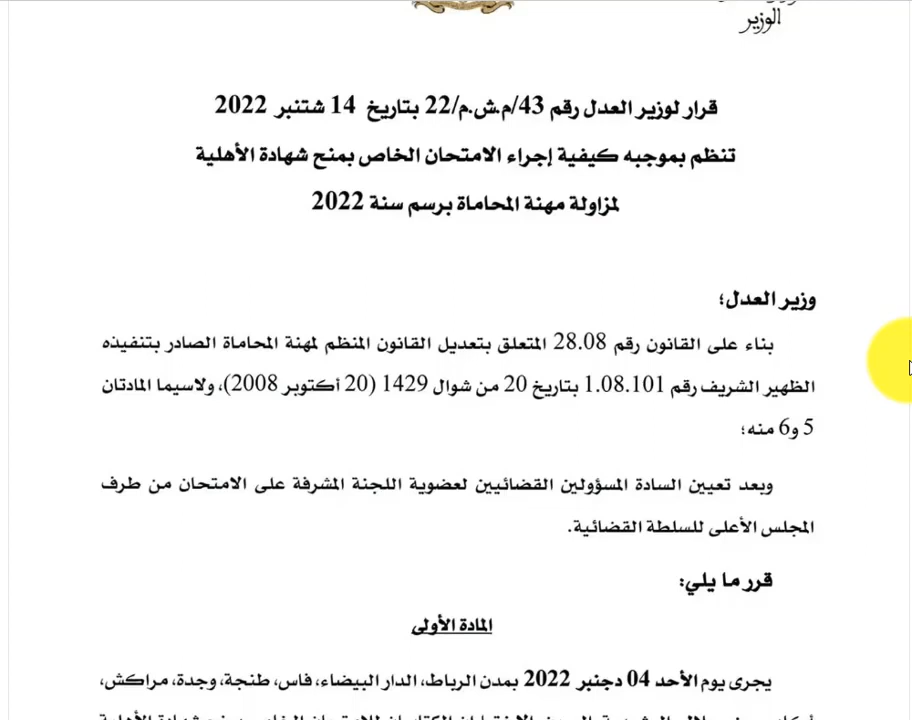 الوزير
قرار لوزير العدل رقم 43/م.ش.م/22 بتاريخ 14 شتنبر 2022
تنظم بموجبه كيفية إجراء الامتحان الخاص بمنح شهادة الأهلية
لمزاولة مهنة المحاماة برسم سنة 2022
وزير العدل؛
بناء على القانون رقم 28.08 المتعلق بتعديل القانون المنظم لمهنة المحاماة الصادر بتنفيذه
الظهير الشريف رقم 1.08.101 بتاريخ 20 من شوال 1429 (20 أكتوبر 2008)، ولاسيما المادتان
5 و6 منه؛
وبعد تعيين السادة المسؤولين القضائيين لعضوية اللجنة المشرفة على الامتحان من طرف
المجلس الأعلى للسلطة القضائية.
قرر ما يلي:
المادة الأولى
يجرى يوم الأحد 04 دجنبر 2022 بمدن الرباط، الدار البيضاء، فاس، طنجة، وجدة، مراكش،